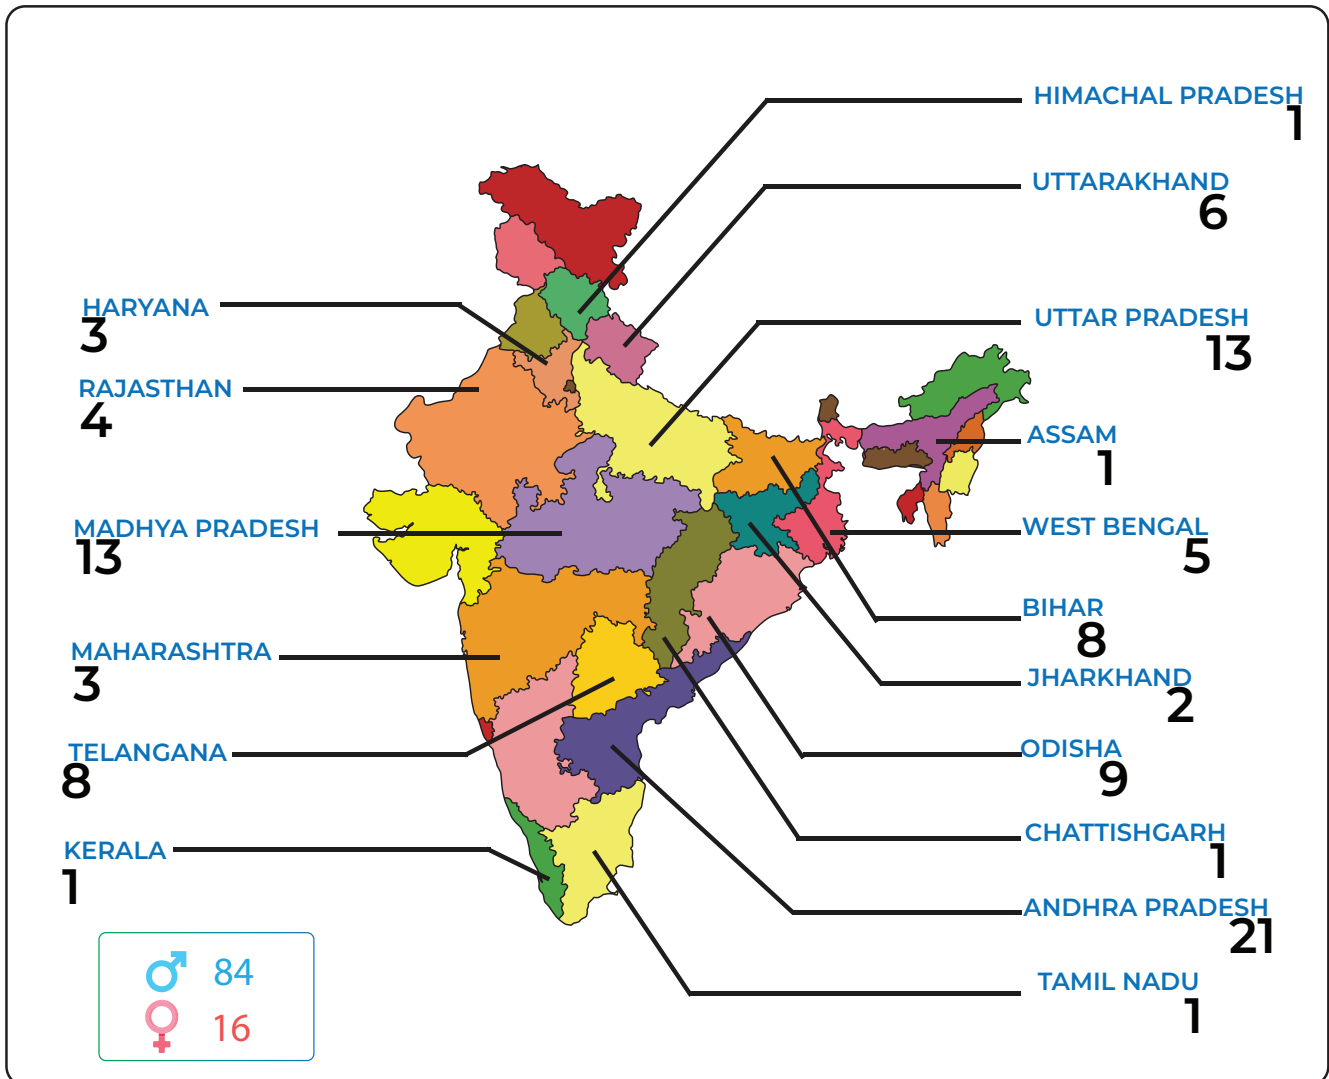 HIMACHAL PRADESH
1
UTTARAKHAND
6
HARYANA
3
UTTAR PRADESH
13
RAJASTHAN
4
ASSAM
1
MADHYA PRADESH
13
WEST BENGAL
5
BIHAR
8
MAHARASHTRA
3
JHARKHAND
2
TELANGANA
8
ODISHA
9
CHATTISHGARH
1
KERALA
1
ANDHRA PRADESH
21
TAMIL NADU
1
♂ 84
♀ 16